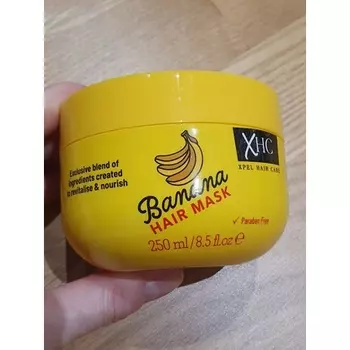 Exclusive blend of
ingredients created
to revitalise & nourish
Banana
HAIR MASK
250 ml/8.5 fl.oz e
XHC
XPEL HAIR CARE
✓ Paraben Free